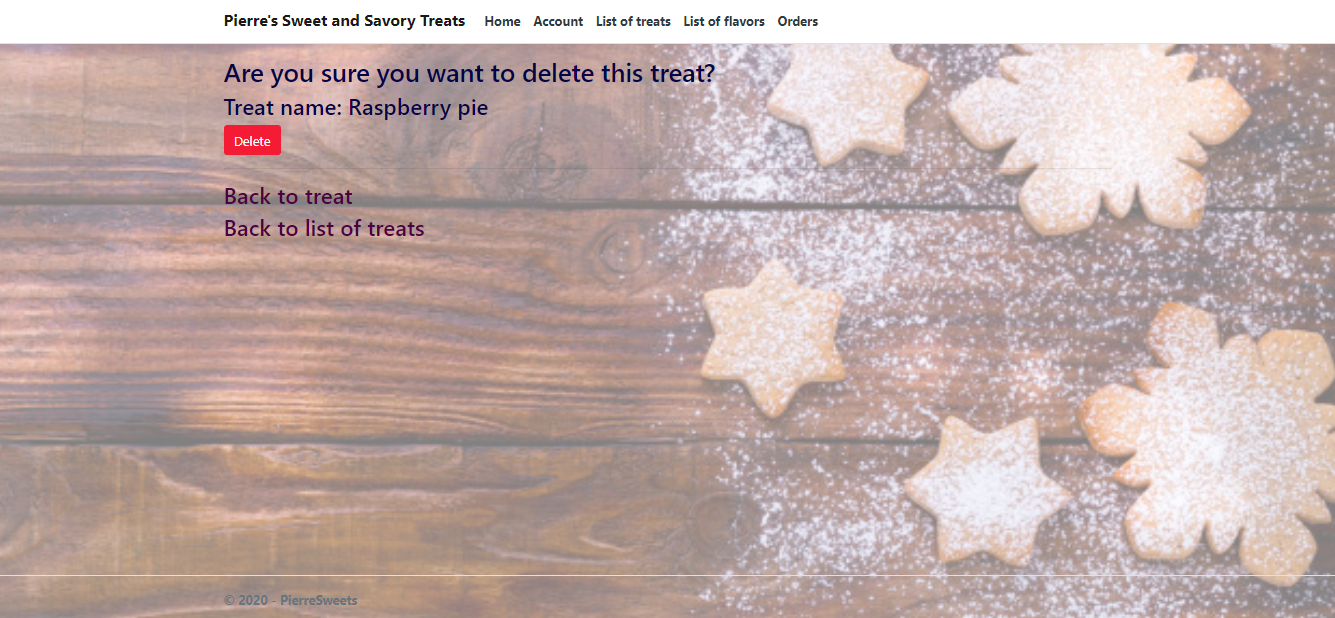 Pierre's Sweet and Savory Treats Home Account List of treats List of flavors Orders
Are you sure you want to delete this treat?
Treat name: Raspberry pie
Delete
Back to treat
Back to list of treats
© 2020 - PierreSweets